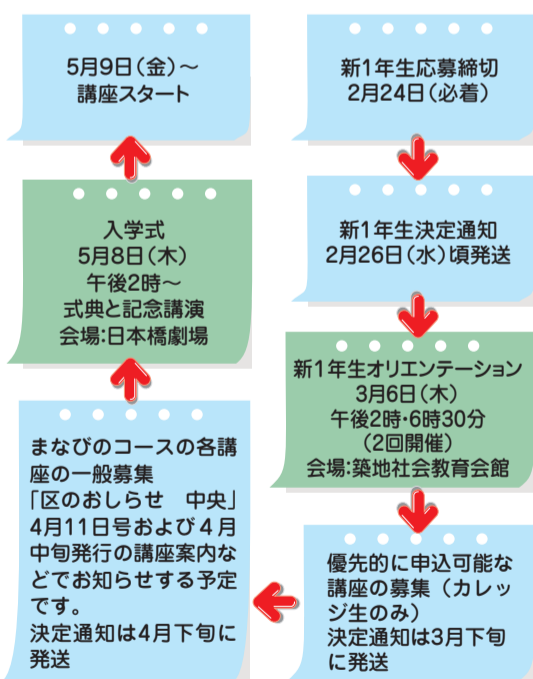 新1年生応募締切
2月24日(必着)
新1年生決定通知
2月26日(水)頃発送
新1年生オリエンテーション
3月6日(木)
午後2時・6時30分
(2回開催)
会場:築地社会教育会館
優先的に申込可能な
講座の募集(カレッ
ジ生のみ)
決定通知は3月下旬
に発送
まなびのコースの各講
座の一般募集
「区のおしらせ 中央」
4月11日号および4月
中旬発行の講座案内な
どでお知らせする予定
です。
決定通知は4月下旬に
発送
入学式
5月8日(木)
午後2時~
式典と記念講演
会場:日本橋劇場
5月9日(金)~
講座スタート